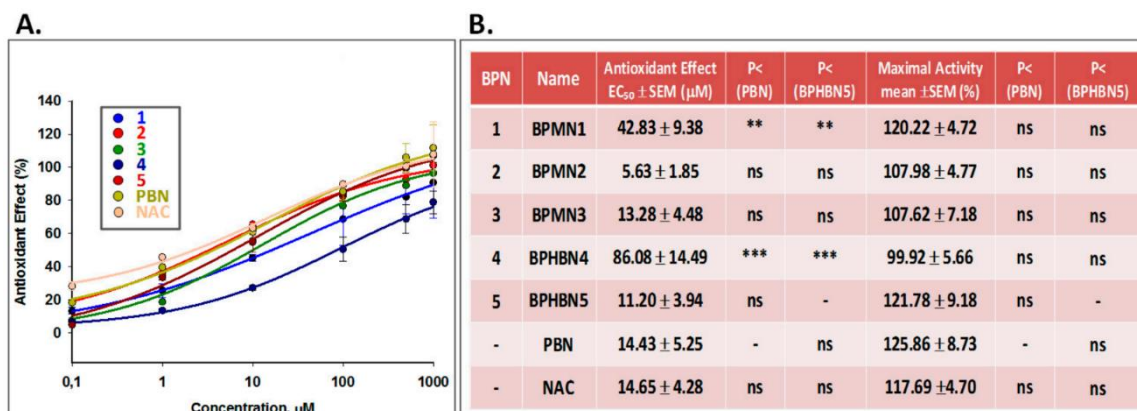 A.
B.
Antioxidant Effect (%)
140
120
100
80
60
40
20
0
1
2
3
4
5
PBN
NAC
0,1 1 10 100 1000
Concentration, µM
BPN Name Antioxidant Effect EC₅₀ ±SEM (µM) P< (PBN) P< (BPHBN5) Maximal Activity mean ±SEM (%) P< (PBN) P< (BPHBN5)
1 BPMN1 42.83 ± 9.38 ** ** 120.22 ± 4.72 ns ns
2 BPMN2 5.63 ± 1.85 ns ns 107.98 ± 4.77 ns ns
3 BPMN3 13.28 ± 4.48 ns ns 107.62 ± 7.18 ns ns
4 BPHBN4 86.08 ± 14.49 *** *** 99.92 ± 5.66 ns ns
5 BPHBN5 11.20 ± 3.94 ns - 121.78 ± 9.18 ns -
- PBN 14.43 ± 5.25 - ns 125.86 ± 8.73 - ns
- NAC 14.65 ± 4.28 ns ns 117.69 ±4.70 ns ns